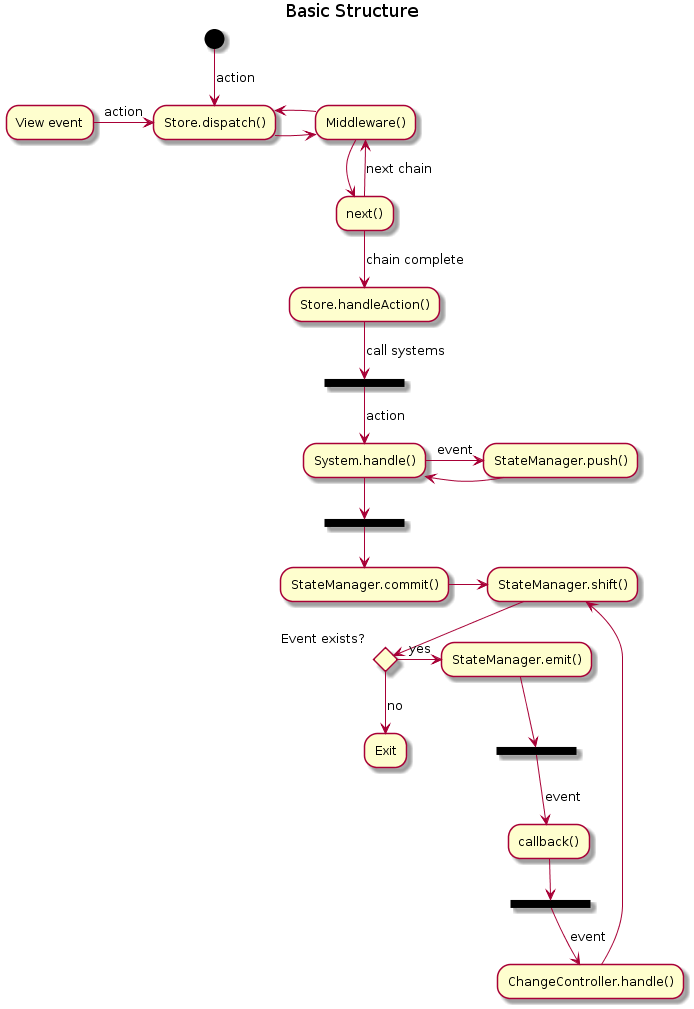 Basic Structure
action
View event
action
Store.dispatch()
Middleware()
next chain
next()
chain complete
Store.handleAction()
call systems
action
System.handle()
event
StateManager.push()
StateManager.commit()
StateManager.shift()
Event exists?
yes
StateManager.emit()
no
Exit
event
callback()
event
ChangeController.handle()